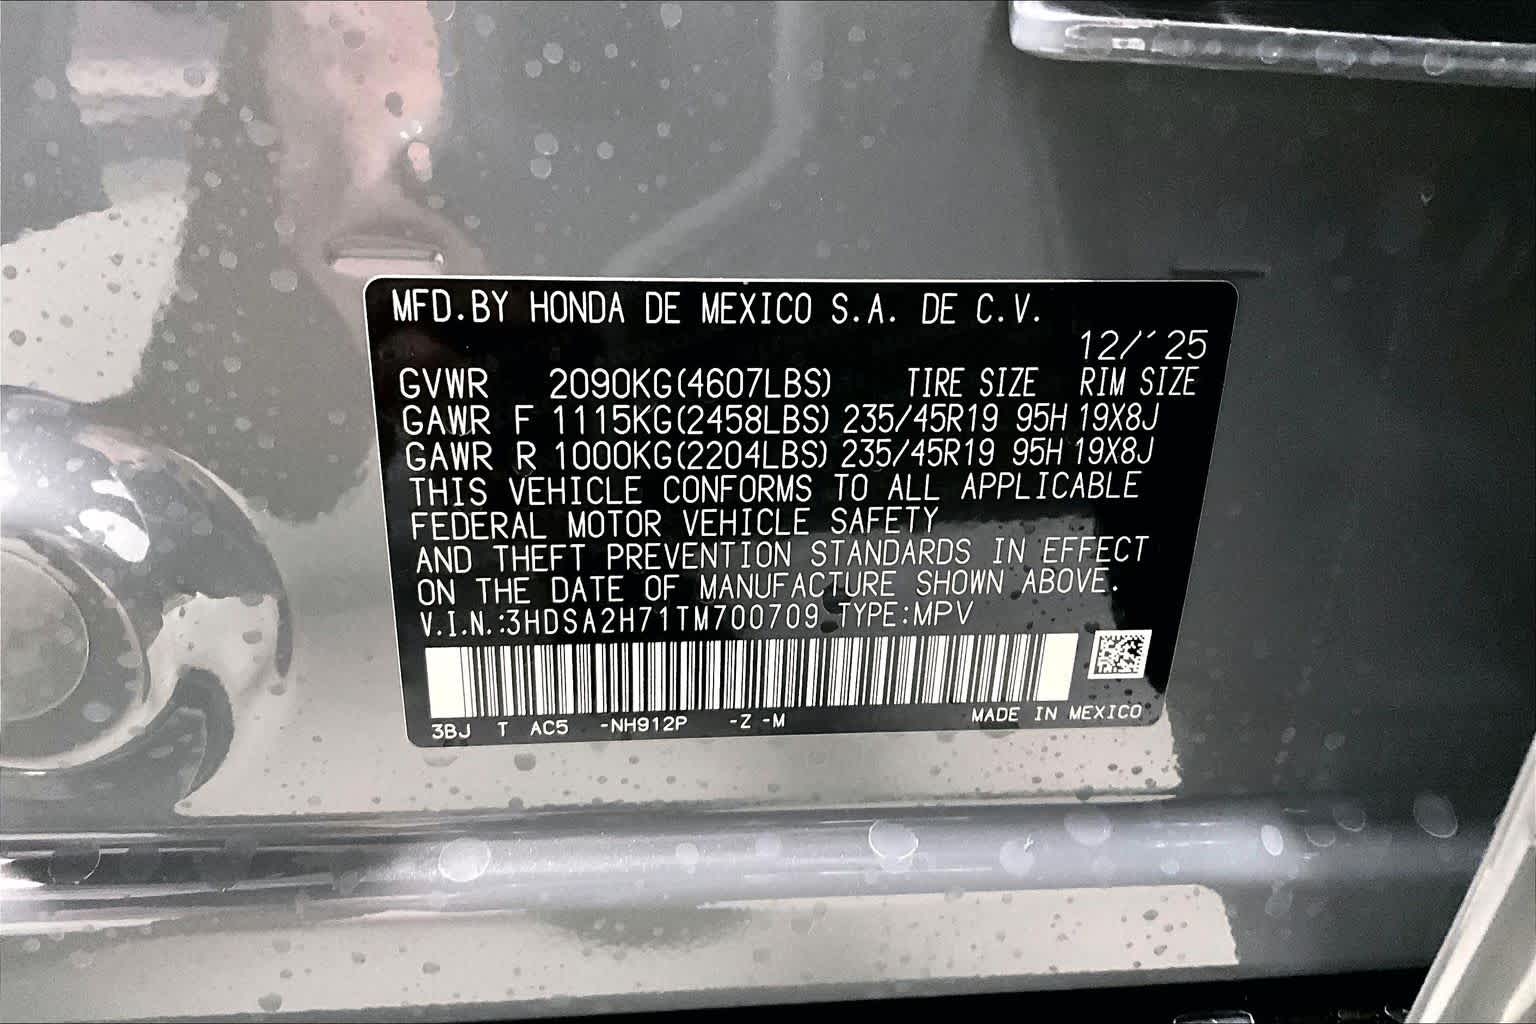 MFD.BY HONDA DE MEXICO S.A. DE C.V.
12/'25
GVWR 2090KG(4607LBS) TIRE SIZE RIM SIZE
GAWR F 1115KG(2458LBS) 235/45R19 95H 19X8J
GAWR R 1000KG(2204LBS) 235/45R19 95H 19X8J
THIS VEHICLE CONFORMS TO ALL APPLICABLE
FEDERAL MOTOR VEHICLE SAFETY
AND THEFT PREVENTION STANDARDS IN EFFECT
ON THE DATE OF MANUFACTURE SHOWN ABOVE.
V.I.N.:3HDSA2H71TM700709 TYPE:MPV
3BJ T AC5 -NH912P -Z -M MADE IN MEXICO